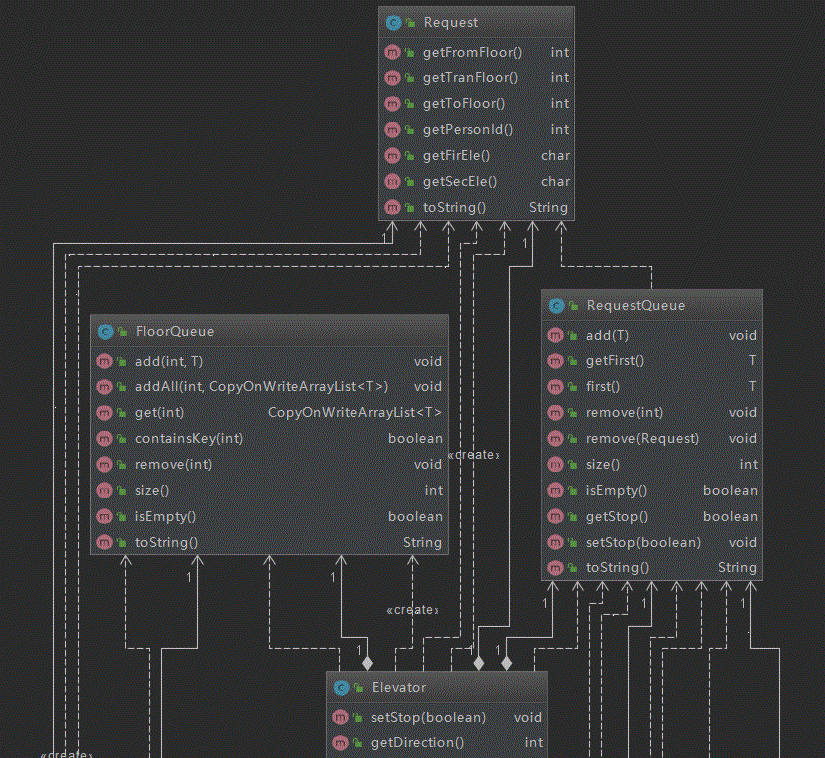 Request
getFromFloor() int
getTranFloor() int
getToFloor() int
getPersonId() int
getFirEle() char
getSecEle() char
toString() String
1
1
RequestQueue
add(T) void
getFirst() T
first() T
remove(int) void
remove(Request) void
size() int
isEmpty() boolean
getStop() boolean
setStop(boolean) void
toString() String
FloorQueue
add(int, T) void
addAll(int, CopyOnWriteArrayList<T>) void
get(int) CopyOnWriteArrayList<T>
containsKey(int) boolean
remove(int) void
size() int
isEmpty() boolean
toString() String
«create»
1
1
1
1
1
«create»
1
1
1
Elevator
setStop(boolean) void
getDirection() int
«create»